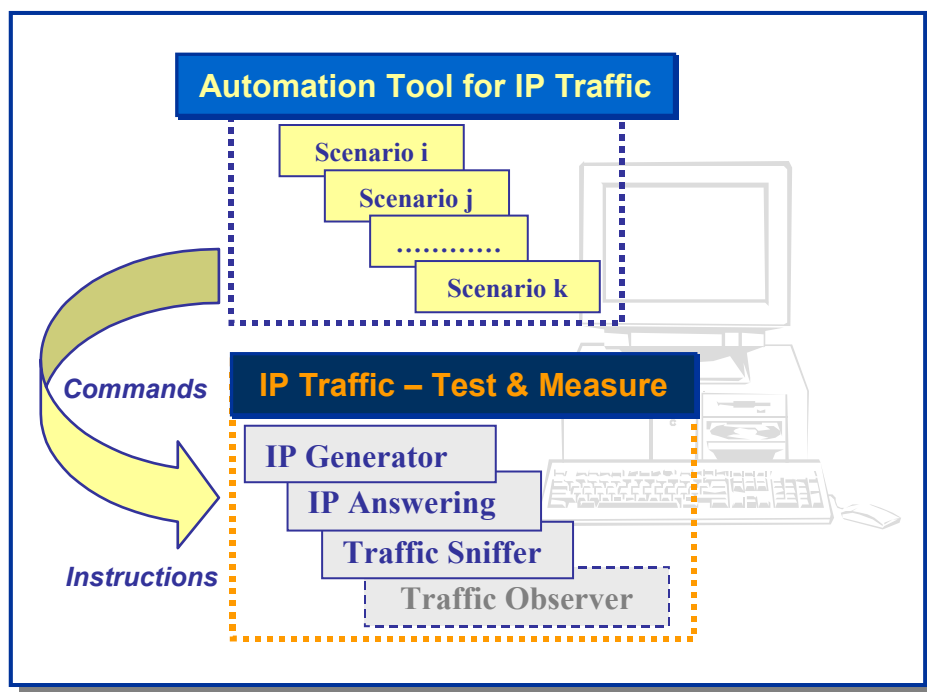 Automation Tool for IP Traffic
Scenario i
Scenario j
............
Scenario k
Commands
IP Traffic – Test & Measure
IP Generator
IP Answering
Traffic Sniffer
Instructions
Traffic Observer